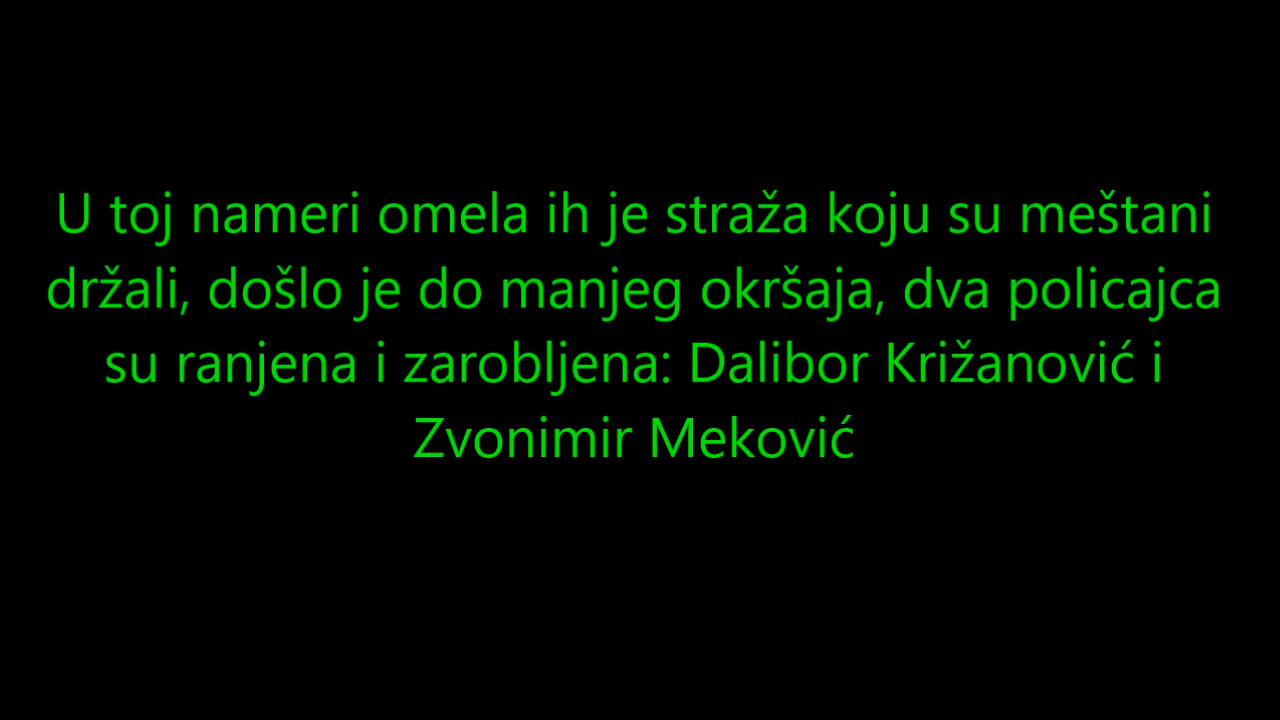 U toj nameri omela ih je straža koju su meštani
držali, došlo je do manjeg okršaja, dva policajca
su ranjena i zarobljena: Dalibor Križanović i
Zvonimir Meković